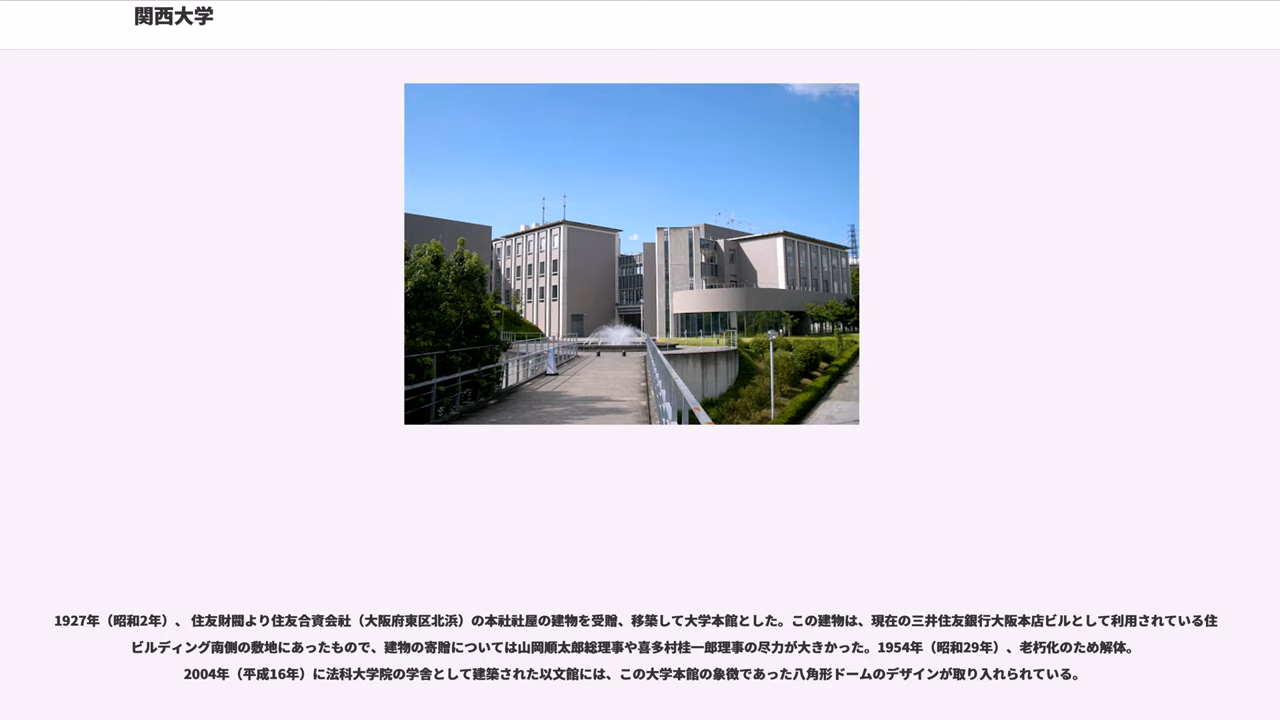 関西大学
1927年（昭和2年）、 住友財閥より住友合資会社（大阪府東区北浜）の本社社屋の建物を受贈、移築して大学本館とした。この建物は、現在の三井住友銀行大阪本店ビルとして利用されている住
ビルディング南側の敷地にあったもので、建物の寄贈については山岡順太郎総理事や喜多村桂一郎理事の尽力が大きかった。1954年（昭和29年）、老朽化のため解体。
2004年（平成16年）に法科大学院の学舎として建築された以文館には、この大学本館の象徴であった八角形ドームのデザインが取り入れられている。